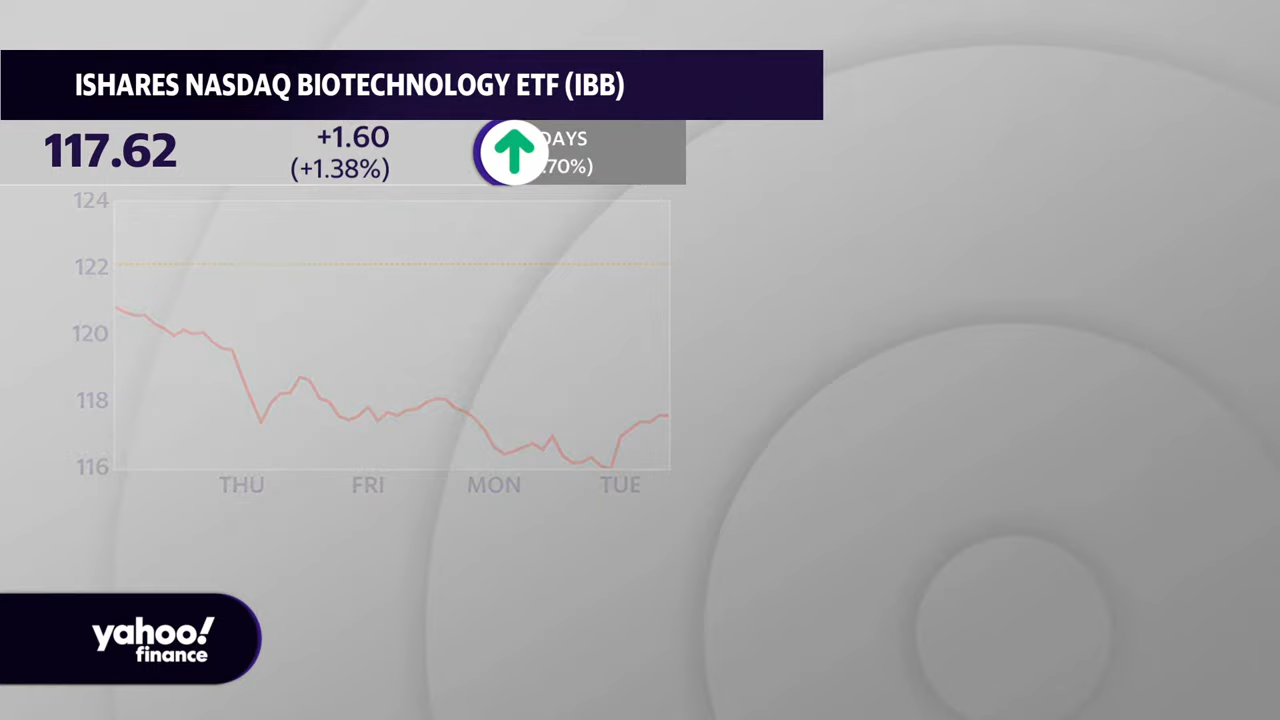 ISHARES NASDAQ BIOTECHNOLOGY ETF (IBB)
117.62
+1.60
(+1.38%)
DAYS
.70%)
124
122
120
118
116
THU FRI MON TUE
yahoo!
finance